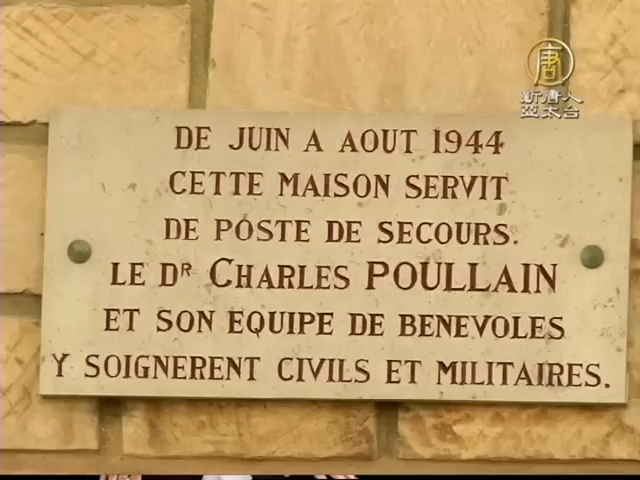 唐
新唐人
亞太台
DE JUIN A AOUT 1944
CETTE MAISON SERVIT
DE POSTE DE SECOURS.
LE DR CHARLES POULLAIN
ET SON EQUIPE DE BENEVOLES
Y SOIGNERENT CIVILS ET MILITAIRES.